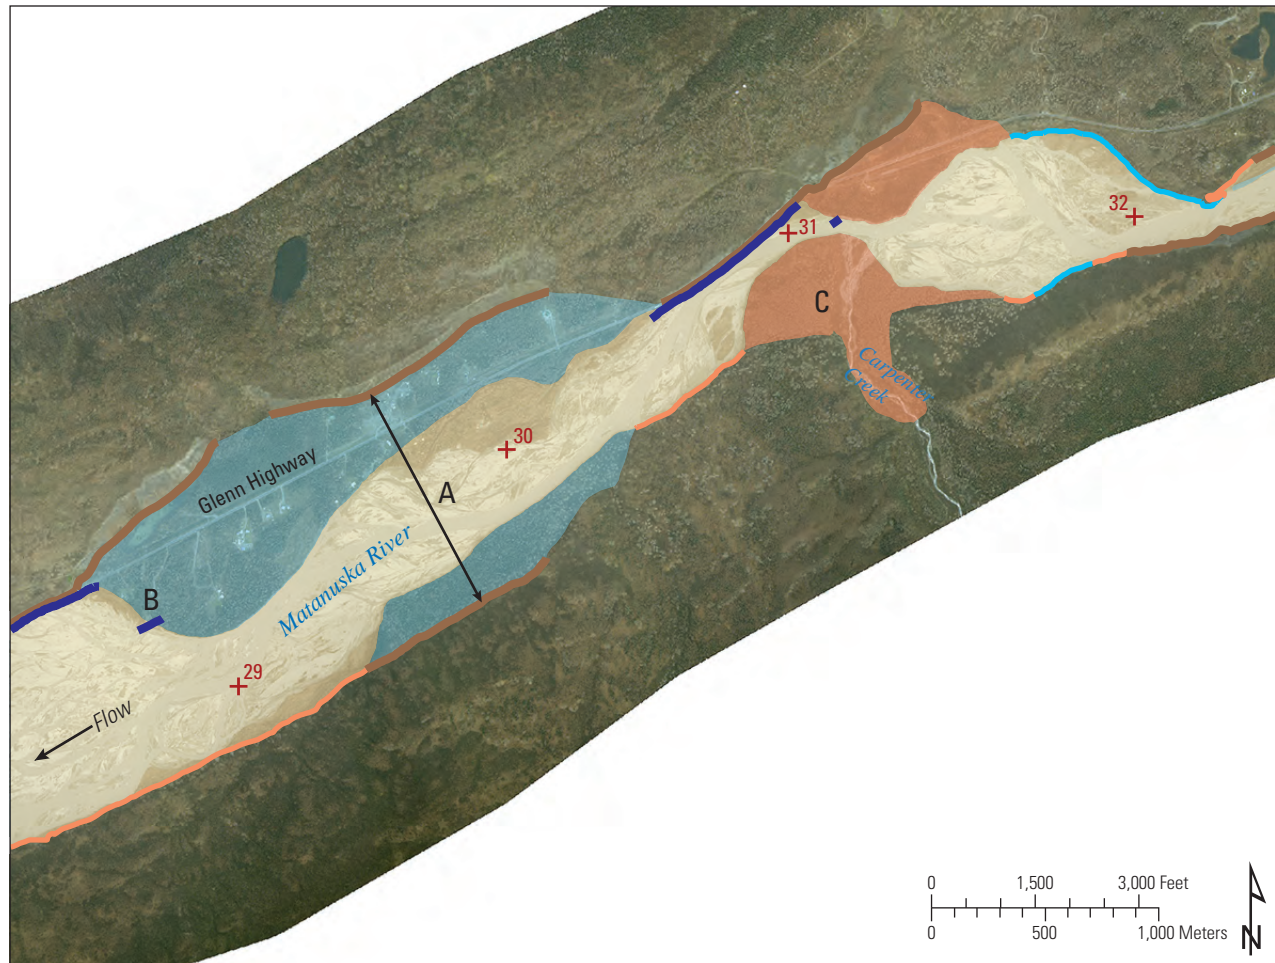 32
31
C
Carpenter
Creek
30
Glenn Highway
A
Matanuska River
B
29
Flow
0 1,500 3,000 Feet
0 500 1,000 Meters
N